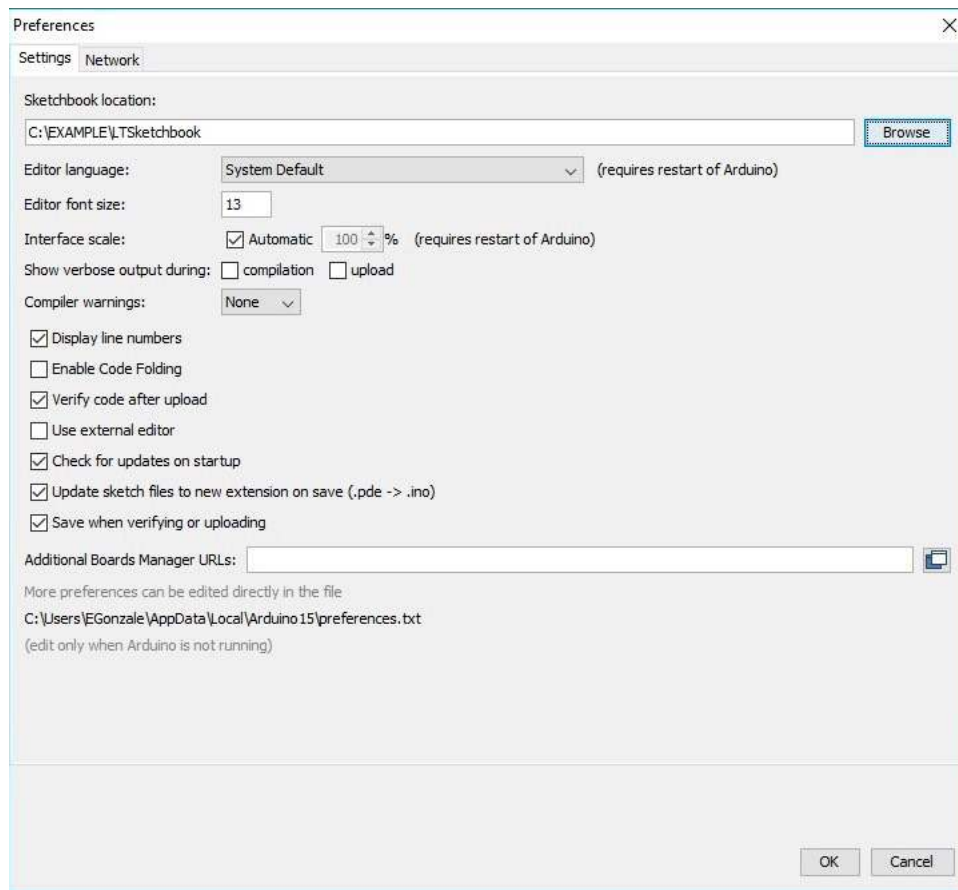 Preferences
Settings Network
Sketchbook location:
C:\EXAMPLE\LTSketchbook Browse
Editor language: System Default (requires restart of Arduino)
Editor font size: 13
Interface scale: Automatic 100 % (requires restart of Arduino)
Show verbose output during: compilation upload
Compiler warnings: None
Display line numbers
Enable Code Folding
Verify code after upload
Use external editor
Check for updates on startup
Update sketch files to new extension on save (.pde -> .ino)
Save when verifying or uploading
Additional Boards Manager URLs:
More preferences can be edited directly in the file
C:\Users\EGonzale\AppData\Local\Arduino15\preferences.txt
(edit only when Arduino is not running)
OK Cancel